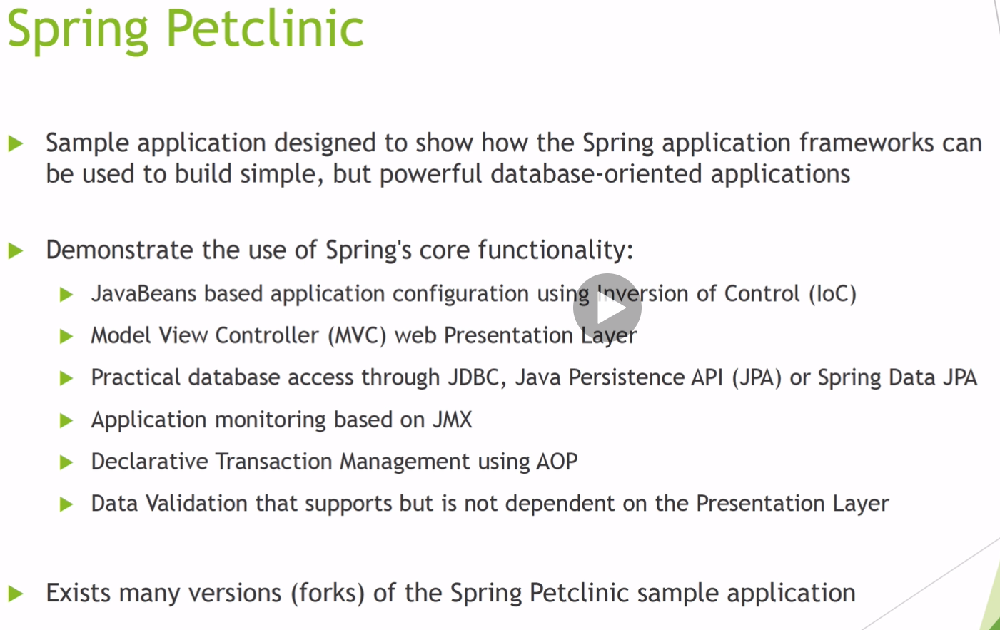 Spring Petclinic
Sample application designed to show how the Spring application frameworks can
be used to build simple, but powerful database-oriented applications
Demonstrate the use of Spring's core functionality:
JavaBeans based application configuration using Inversion of Control (IoC)
Model View Controller (MVC) web Presentation Layer
Practical database access through JDBC, Java Persistence API (JPA) or Spring Data JPA
Application monitoring based on JMX
Declarative Transaction Management using AOP
Data Validation that supports but is not dependent on the Presentation Layer
Exists many versions (forks) of the Spring Petclinic sample application